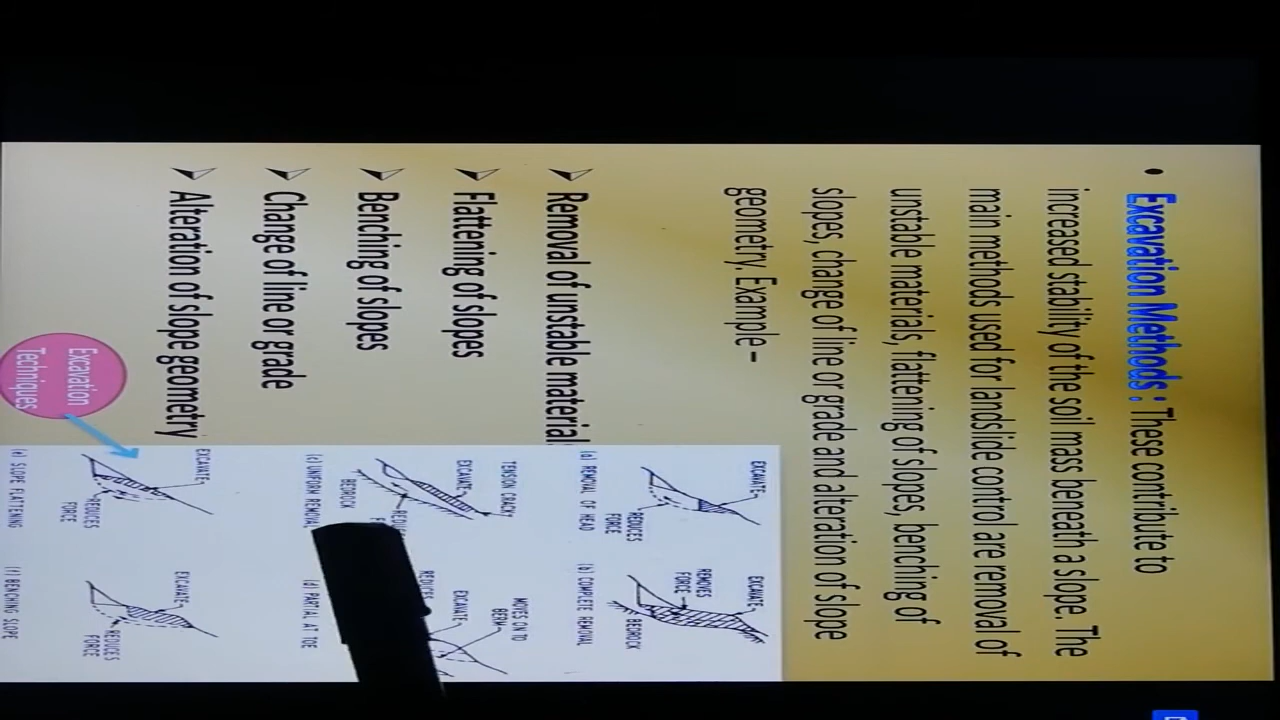 • Excavation Methods : These contribute to
increased stability of the soil mass beneath a slope. The
main methods used for landslide control are removal of
unstable materials, flattening of slopes, benching of
slopes, change of line or grade and alteration of slope
geometry. Example –
➢ Removal of unstable material
➢ Flattening of slopes
➢ Benching of slopes
➢ Change of line or grade
➢ Alteration of slope geometry
Excavation
Techniques
EXCAVATE
REDUCES
FORCE
(a) REMOVAL OF HEAD
EXCAVATE
REMOVES
FORCE
BEDROCK
(b) COMPLETE REMOVAL
TENSION CRACK
EXCAVATE
BEDROCK
(c) UNIFORM REMOVAL
MOVES ON TO
BERM
EXCAVATE
REDUCES
(d) PARTIAL AT TOE
EXCAVATE
REDUCES
FORCE
(e) SLOPE FLATTENING
EXCAVATE
REDUCES
FORCE
(f) BENCHING SLOPE